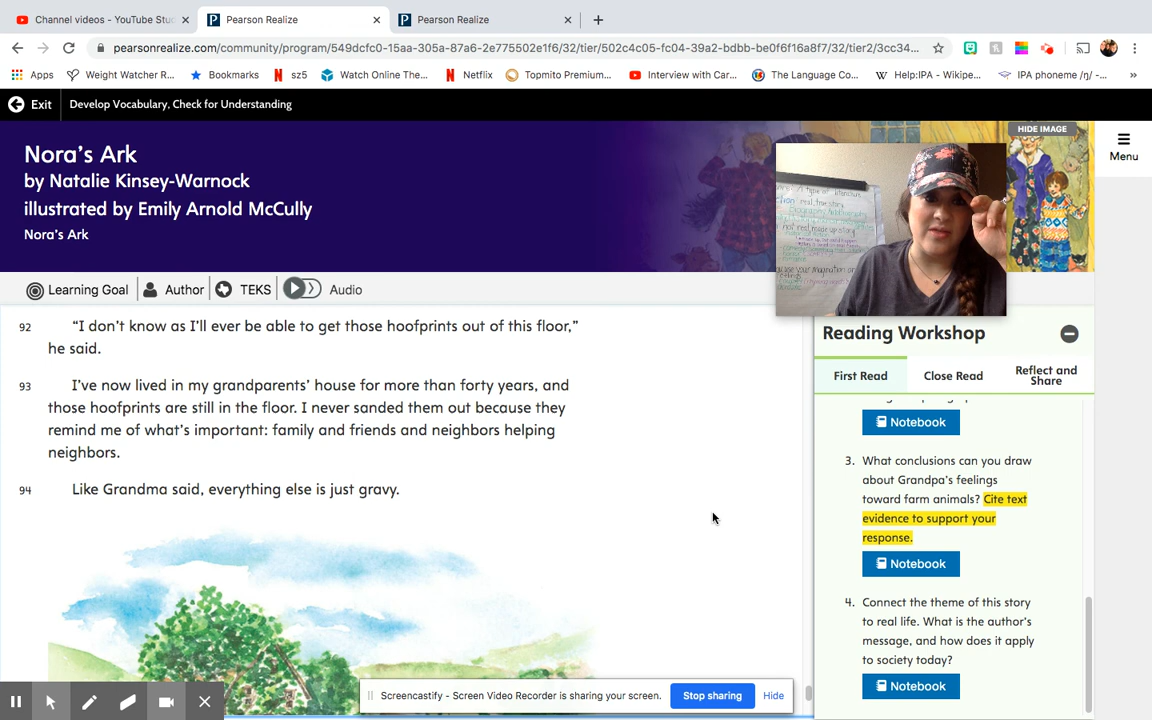 Channel videos - YouTube Stu
Pearson Realize
Pearson Realize
pearsonrealize.com/community/program/549dcfc0-15aa-305a-87a6-2e775502e1f6/32/tier/502c4c05-fc04-39a2-bdbb-be0f6f16a8f7/32/tier2/3cc34...
Apps
Weight Watcher R...
Bookmarks
sz5
Watch Online The...
Netflix
Topmito Premium...
Interview with Car...
The Language Co...
Help:IPA - Wikipe...
IPA phoneme /ŋ/ -...
Exit
Develop Vocabulary, Check for Understanding
HIDE IMAGE
Menu
Nora's Ark
by Natalie Kinsey-Warnock
illustrated by Emily Arnold McCully
Nora's Ark
Learning Goal
Author
TEKS
Audio
92 "I don't know as I'll ever be able to get those hoofprints out of this floor,"
he said.
93 I've now lived in my grandparents' house for more than forty years, and
those hoofprints are still in the floor. I never sanded them out because they
remind me of what's important: family and friends and neighbors helping
neighbors.
94 Like Grandma said, everything else is just gravy.
Reading Workshop
First Read
Close Read
Reflect and
Share
Notebook
3. What conclusions can you draw
about Grandpa's feelings
toward farm animals? Cite text
evidence to support your
response.
Notebook
4. Connect the theme of this story
to real life. What is the author's
message, and how does it apply
to society today?
Notebook
Screencastify - Screen Video Recorder is sharing your screen.
Stop sharing
Hide